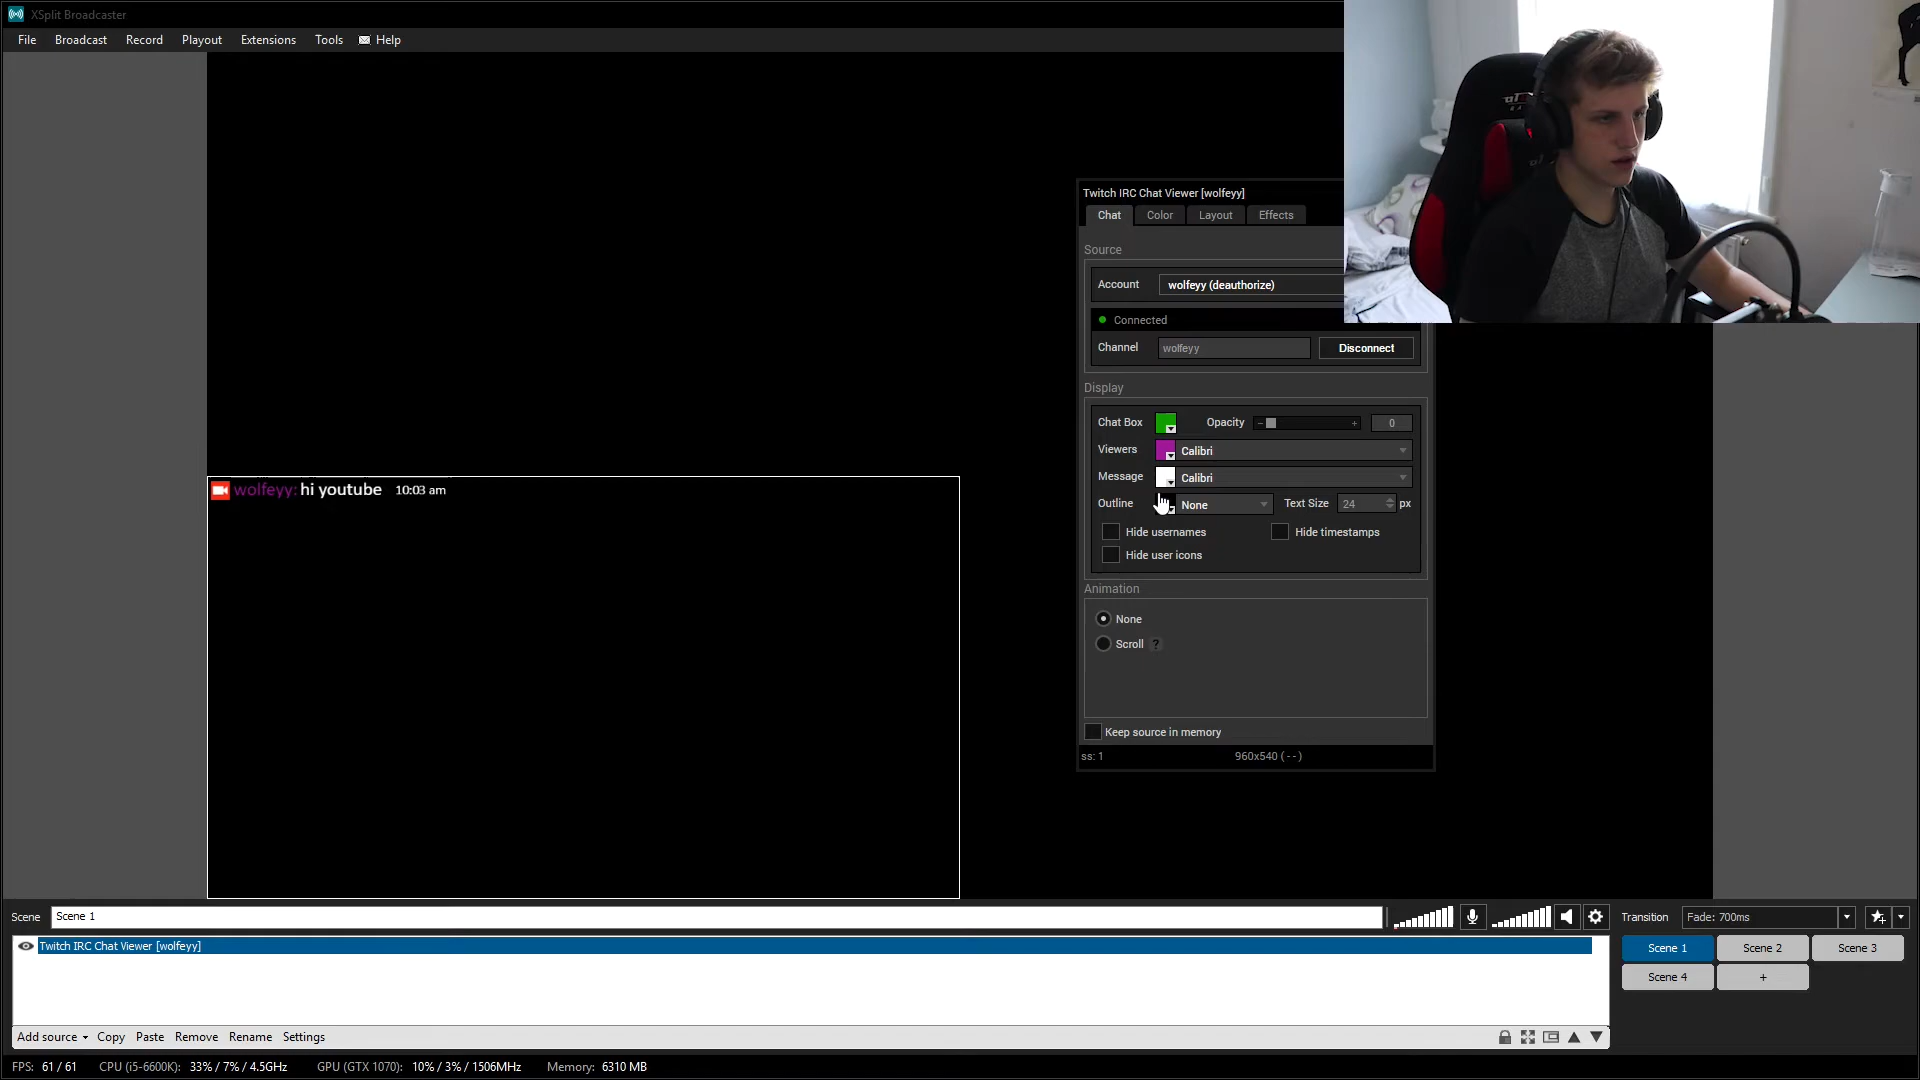 XSplit Broadcaster
File Broadcast Record Playout Extensions Tools Help
Twitch IRC Chat Viewer [wolfeyy]
Chat Color Layout Effects
Source
Account wolfeyy (deauthorize)
Connected
Channel wolfeyy Disconnect
Display
Chat Box Opacity - + 0
Viewers Calibri
Message Calibri
Outline None Text Size 24 px
Hide usernames Hide timestamps
Hide user icons
Animation
None
Scroll ?
Keep source in memory
ss: 1 960x540 (--)
wolfeyy: hi youtube 10:03 am
Scene Scene 1 Transition Fade: 700ms
Twitch IRC Chat Viewer [wolfeyy]
Scene 1 Scene 2 Scene 3
Scene 4 +
Add source Copy Paste Remove Rename Settings
FPS: 61 / 61 CPU (i5-6600K): 33% / 7% / 4.5GHz GPU (GTX 1070): 10% / 3% / 1506MHz Memory: 6310 MB